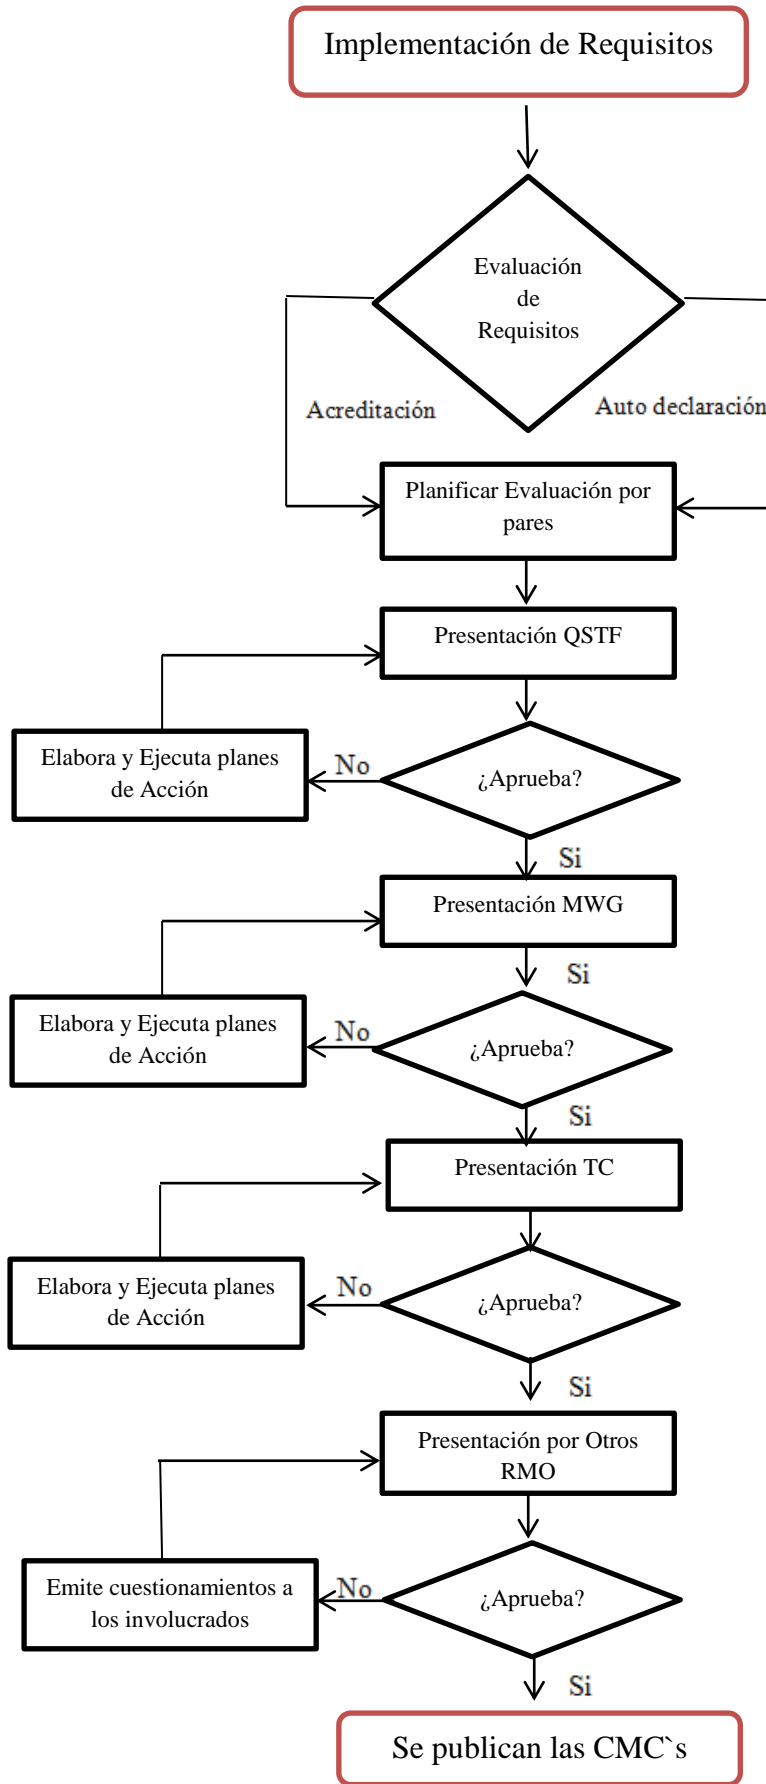 Implementación de Requisitos
Evaluación
de
Requisitos
Acreditación
Auto declaración
Planificar Evaluación por
pares
Presentación QSTF
Elabora y Ejecuta planes
de Acción
No
¿Aprueba?
Si
Presentación MWG
Si
Elabora y Ejecuta planes
de Acción
No
¿Aprueba?
Si
Presentación TC
Elabora y Ejecuta planes
de Acción
No
¿Aprueba?
Si
Presentación por Otros
RMO
Emite cuestionamientos a
los involucrados
No
¿Aprueba?
Si
Se publican las CMC`s